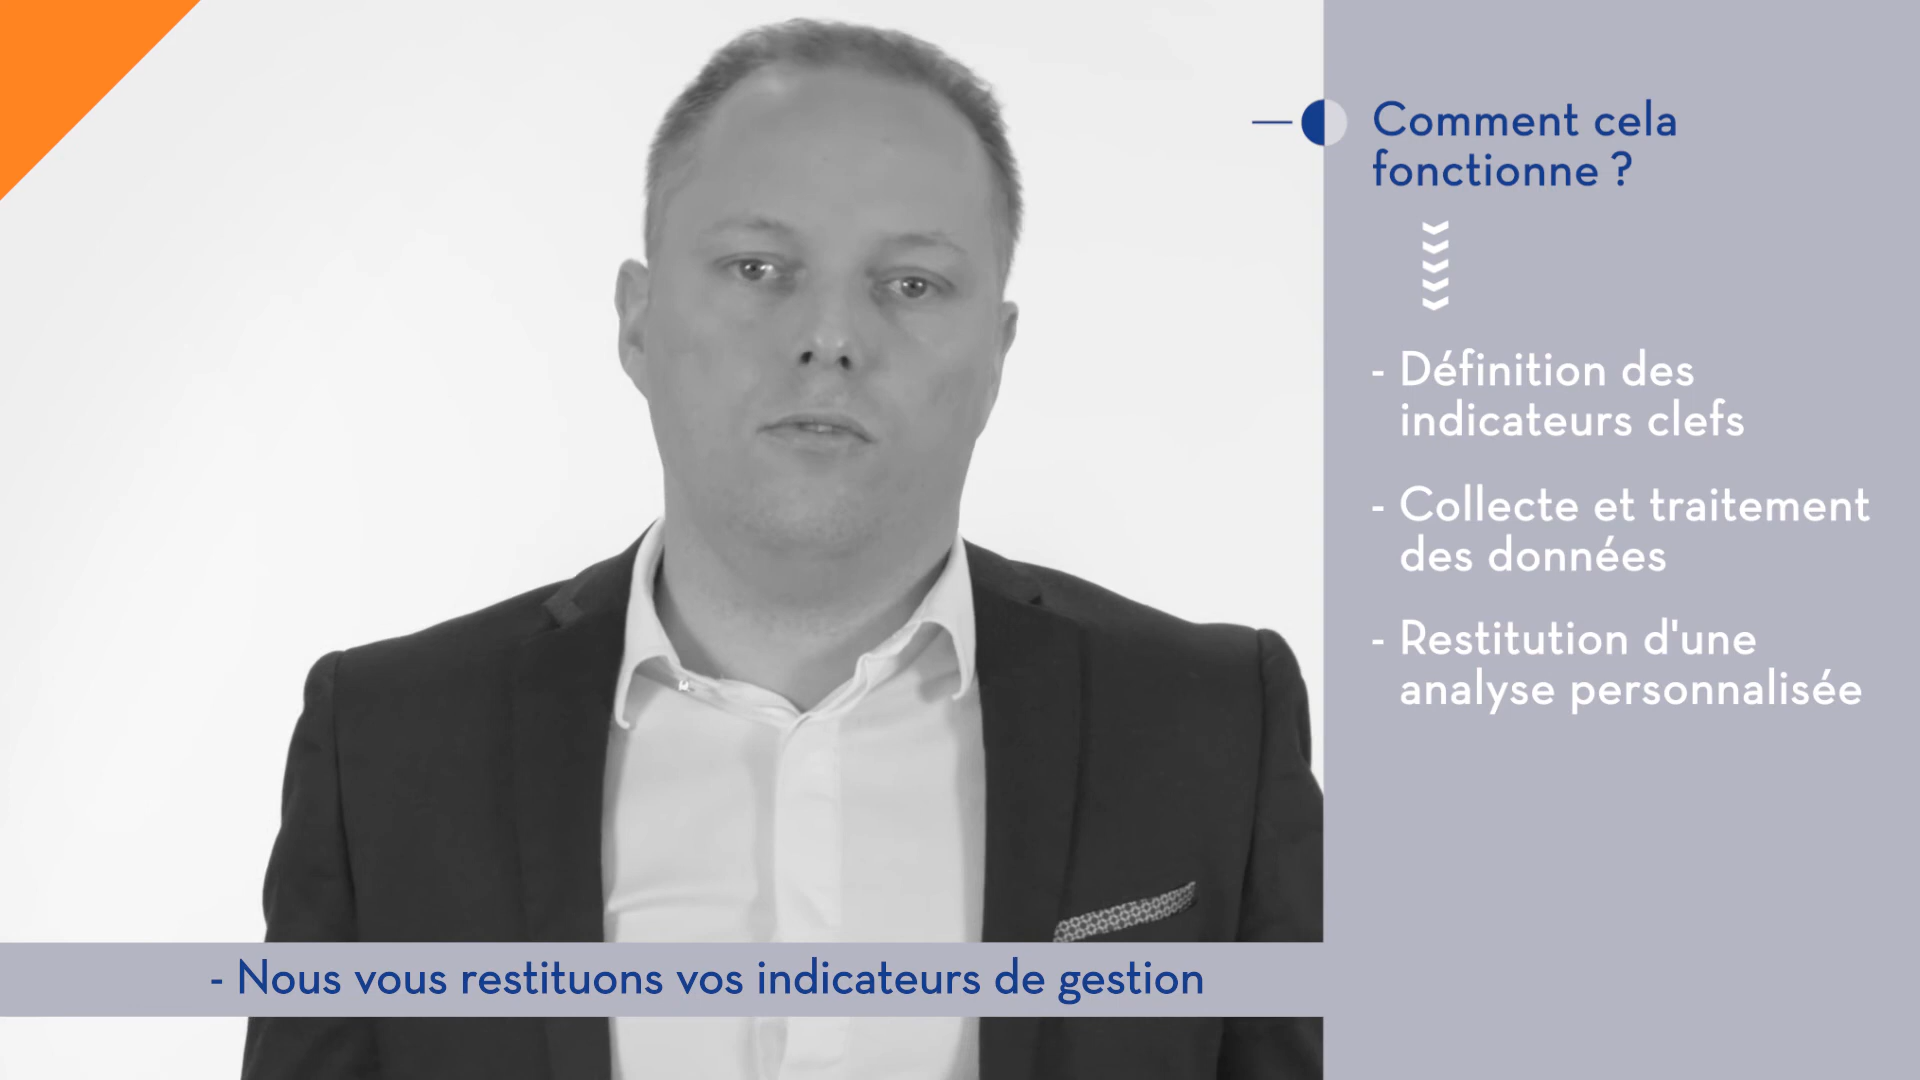 Comment cela
fonctionne ?
- Définition des
indicateurs clefs
- Collecte et traitement
des données
- Restitution d'une
analyse personnalisée
- Nous vous restituons vos indicateurs de gestion